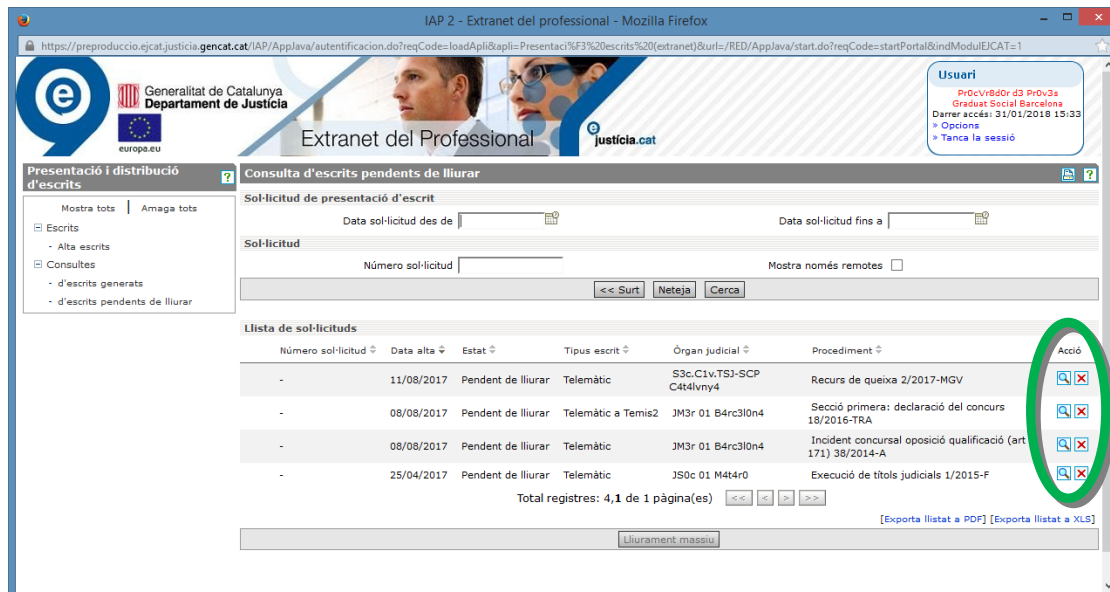 IAP 2 - Extranet del professional - Mozilla Firefox
https://preproduccio.ejcat.justicia.gencat.cat/IAP/AppJava/autentificacion.do?reqCode=loadApli&apli=Presentaci%F3%20escrits%20(extranet)&url=/RED/AppJava/start.do?reqCode=startPortal&indModulEJCAT=1
e
Generalitat de Catalunya
Departament de Justícia
europa.eu
Extranet del Professional
e justícia.cat
Usuari
Pr0cVr8d0r d3 Pr0v3s
Graduat Social Barcelona
Darrer accés: 31/01/2018 15:33
» Opcions
» Tanca la sessió
Presentació i distribució
d'escrits
?
Mostra tots | Amaga tots
Escrits
- Alta escrits
Consultes
- d'escrits generats
- d'escrits pendents de lliurar
Consulta d'escrits pendents de lliurar ?
Sol·licitud de presentació d'escrit
Data sol·licitud des de Data sol·licitud fins a
Sol·licitud
Número sol·licitud Mostra només remotes
<< Surt Neteja Cerca
Llista de sol·licituds
Número sol·licitud Data alta Estat Tipus escrit Òrgan judicial Procediment Acció
- 11/08/2017 Pendent de lliurar Telemàtic S3c.C1v.TSJ-SCP C4t4lvny4 Recurs de queixa 2/2017-MGV
- 08/08/2017 Pendent de lliurar Telemàtic a Temis2 JM3r 01 B4rc3l0n4 Secció primera: declaració del concurs
18/2016-TRA
- 08/08/2017 Pendent de lliurar Telemàtic JM3r 01 B4rc3l0n4 Incident concursal oposició qualificació (art
171) 38/2014-A
- 25/04/2017 Pendent de lliurar Telemàtic JS0c 01 M4t4r0 Execució de títols judicials 1/2015-F
Total registres: 4,1 de 1 pàgina(es) << < > >>
[Exporta llistat a PDF] [Exporta llistat a XLS]
Lliurament massiu